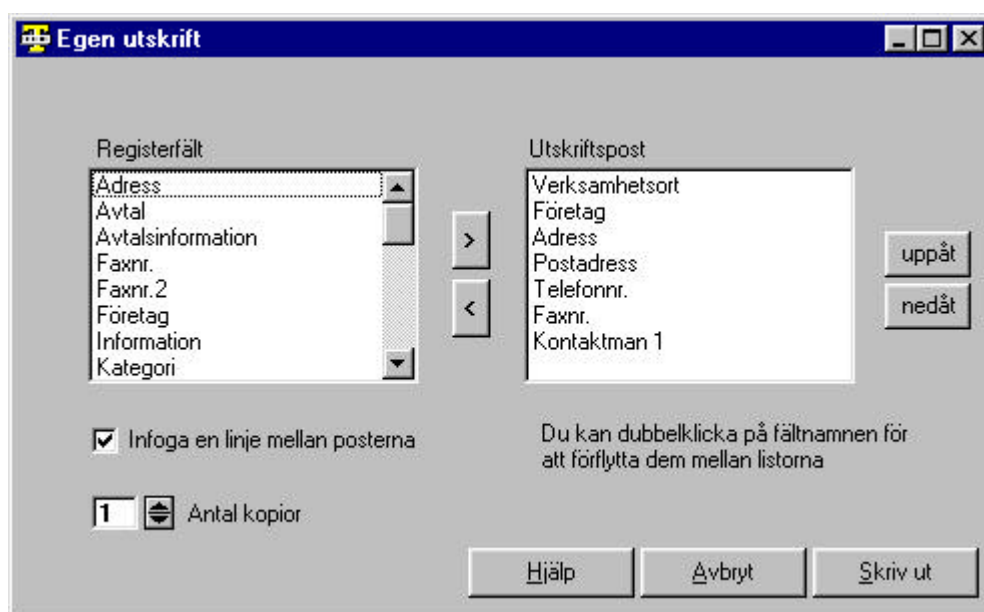 Egen utskrift
Registerfält
Adress
Avtal
Avtalsinformation
Faxnr.
Faxnr.2
Företag
Information
Kategori
>
<
Utskriftspost
Verksamhetsort
Företag
Adress
Postadress
Telefonnr.
Faxnr.
Kontaktman 1
uppåt
nedåt
Infoga en linje mellan posterna
Du kan dubbelklicka på fältnamnen för
att förflytta dem mellan listorna
1 Antal kopior
Hjälp Avbryt Skriv ut